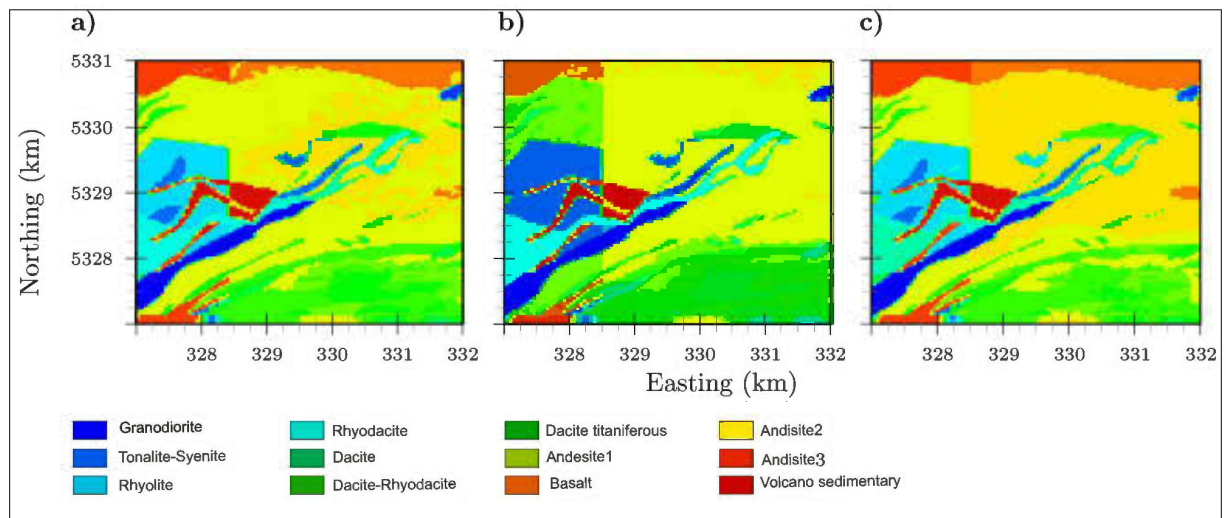 a) b) c)
5331
5330
5329
5328
Northing (km)
328 329 330 331 332 328 329 330 331 332 328 329 330 331 332
Easting (km)
Granodiorite Rhyodacite Dacite titaniferous Andisite2
Tonalite-Syenite Dacite Andesite1 Andisite3
Rhyolite Dacite-Rhyodacite Basalt Volcano sedimentary